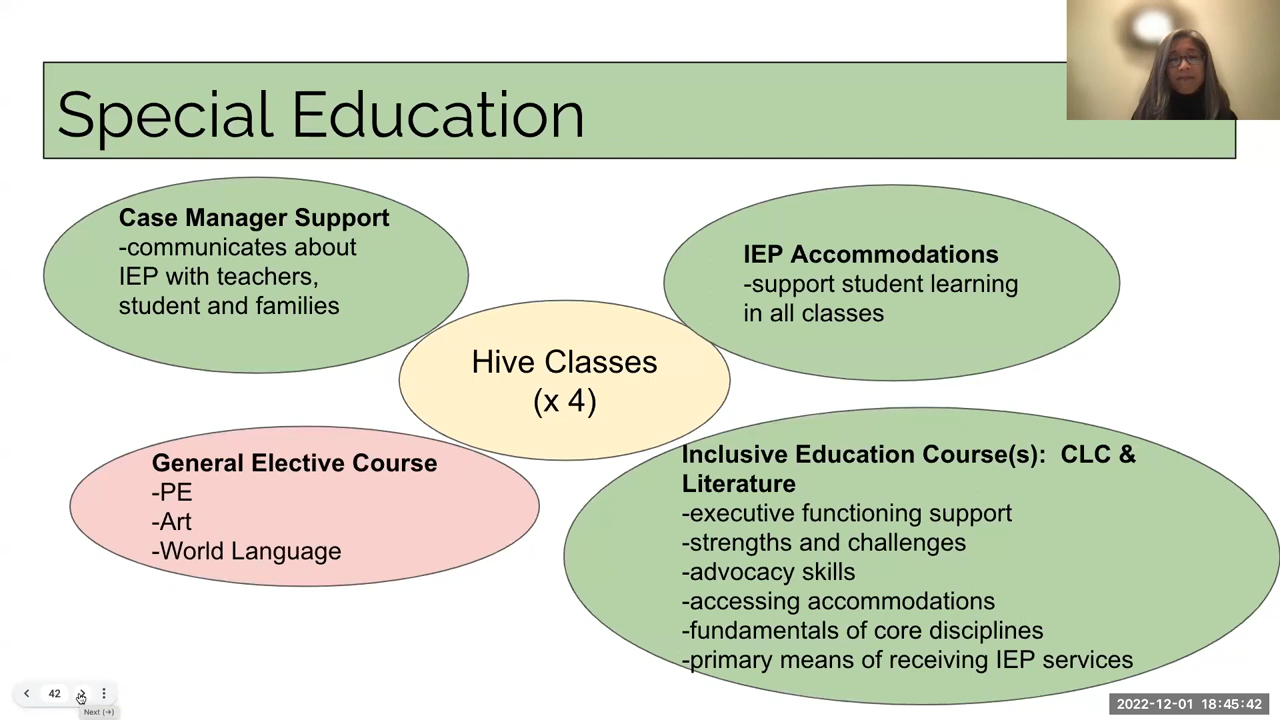 Special Education
Case Manager Support
-communicates about
IEP with teachers,
student and families
IEP Accommodations
-support student learning
in all classes
Hive Classes
(x 4)
General Elective Course
-PE
-Art
-World Language
Inclusive Education Course(s): CLC &
Literature
-executive functioning support
-strengths and challenges
-advocacy skills
-accessing accommodations
-fundamentals of core disciplines
-primary means of receiving IEP services
42
Next (→)
2022-12-01 18:45:42